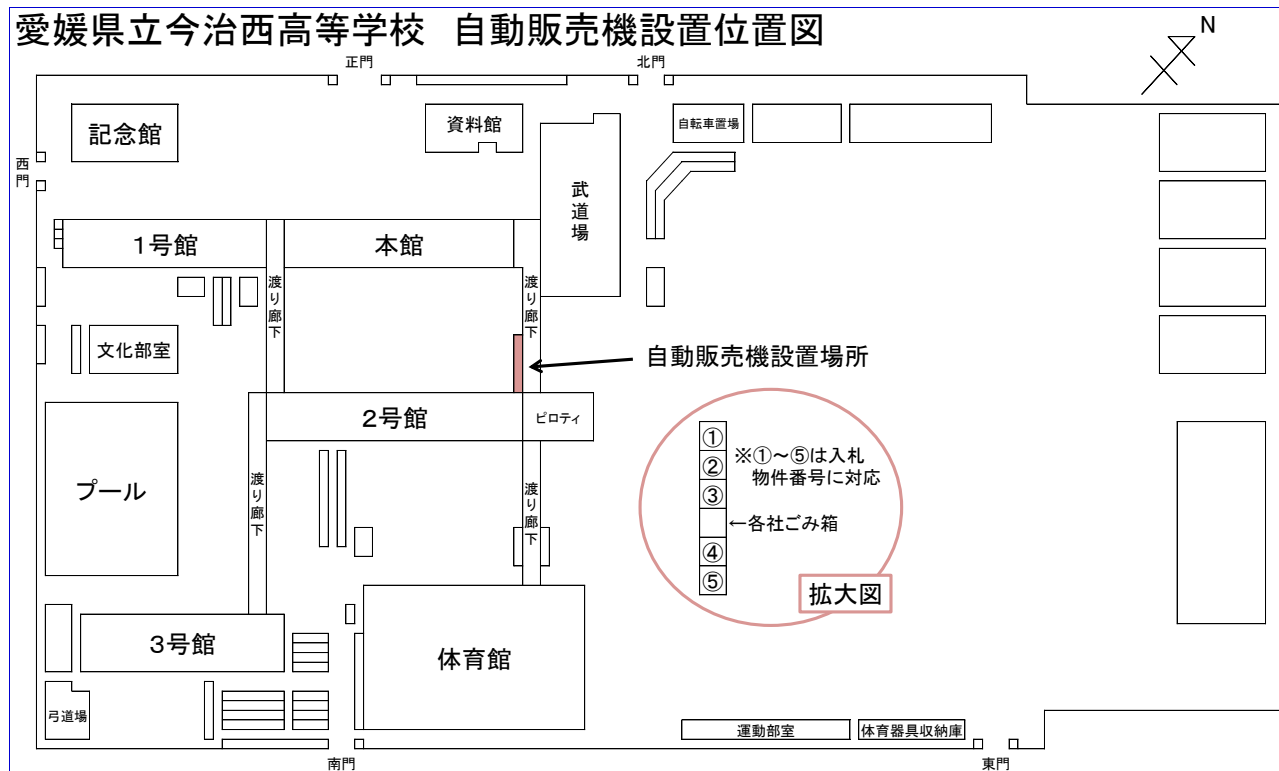 愛媛県立今治西高等学校 自動販売機設置位置図
N
正門
北門
記念館
資料館
自転車置場
西門
武道場
1号館
本館
渡り廊下
渡り廊下
文化部室
自動販売機設置場所
2号館
ピロティ
①
②
③
④
⑤
※①～⑤は入札
物件番号に対応
←各社ごみ箱
拡大図
プール
渡り廊下
渡り廊下
3号館
体育館
弓道場
運動部室
体育器具収納庫
南門
東門